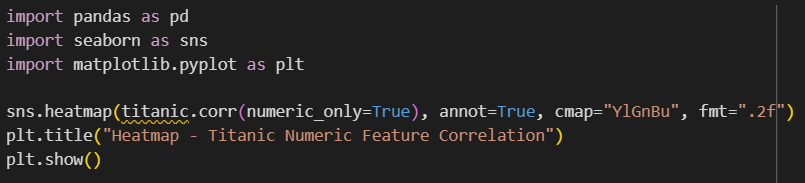 import pandas as pd
import seaborn as sns
import matplotlib.pyplot as plt
sns.heatmap(titanic.corr(numeric_only=True), annot=True, cmap="YlGnBu", fmt=".2f")
plt.title("Heatmap - Titanic Numeric Feature Correlation")
plt.show()